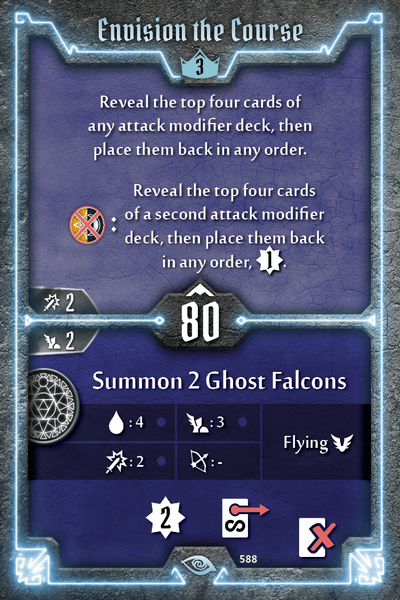 Envision the Course
3
Reveal the top four cards of
any attack modifier deck, then
place them back in any order.
Reveal the top four cards
: of a second attack modifier
deck, then place them back
in any order, 1.
2
80
2
Summon 2 Ghost Falcons
: 4 : 3
Flying
: 2 : -
2
588